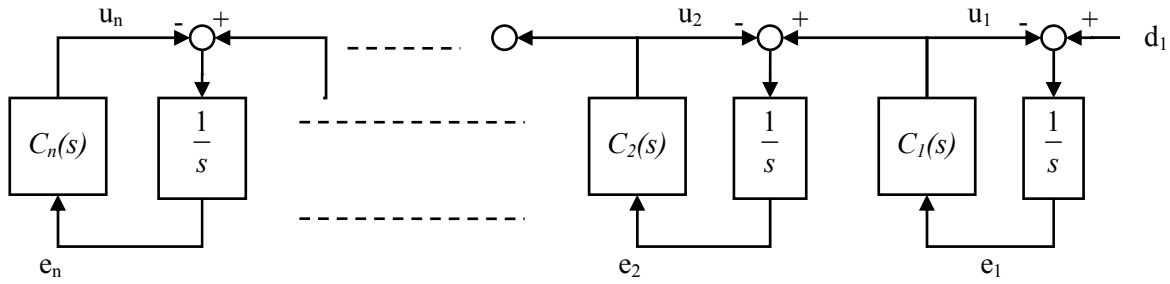 uₙ - + u₂ - + u₁ - + d₁
Cₙ(s) 1/s C₂(s) 1/s C₁(s) 1/s
eₙ e₂ e₁